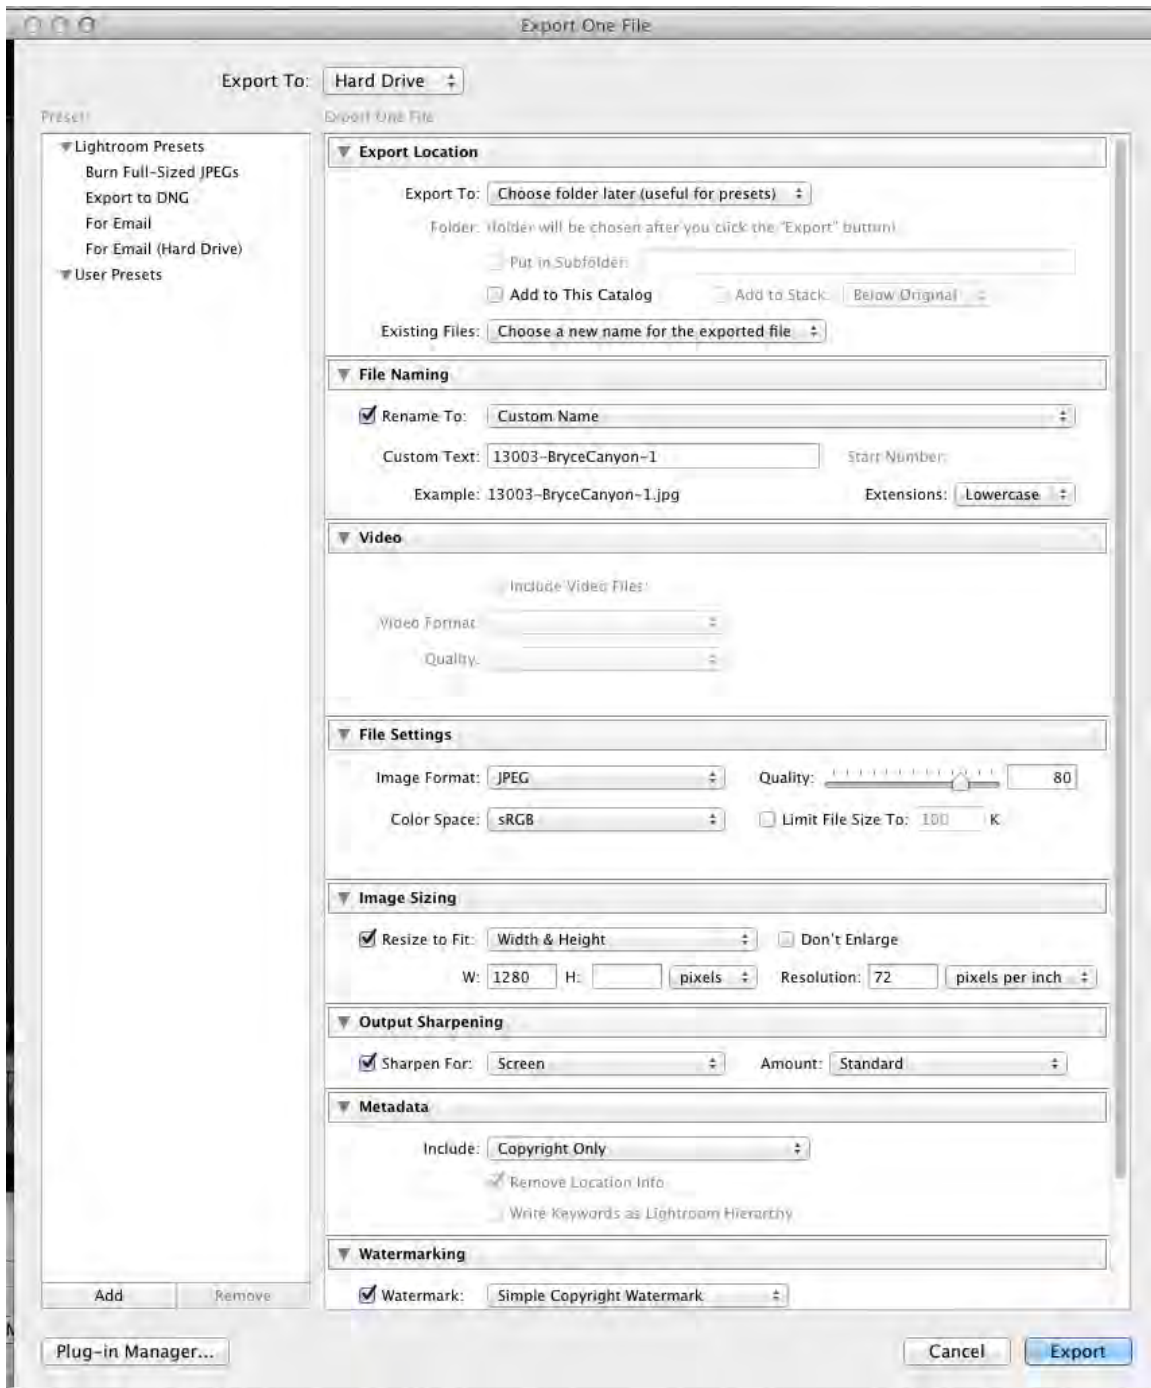 Export One File
Export To: Hard Drive
Preset:
Export One File
Lightroom Presets
Burn Full-Sized JPEGs
Export to DNG
For Email
For Email (Hard Drive)
User Presets
Export Location
Export To: Choose folder later (useful for presets)
Folder: (folder will be chosen after you click the "Export" button)
Put in Subfolder:
Add to This Catalog Add to Stack: Below Original
Existing Files: Choose a new name for the exported file
File Naming
Rename To: Custom Name
Custom Text: 13003-BryceCanyon-1 Start Number:
Example: 13003-BryceCanyon-1.jpg Extensions: Lowercase
Video
Include Video Files:
Video Format:
Quality:
File Settings
Image Format: JPEG Quality: 80
Color Space: sRGB Limit File Size To: 100 K
Image Sizing
Resize to Fit: Width & Height Don't Enlarge
W: 1280 H: pixels Resolution: 72 pixels per inch
Output Sharpening
Sharpen For: Screen Amount: Standard
Metadata
Include: Copyright Only
Remove Location Info
Write Keywords as Lightroom Hierarchy
Watermarking
Watermark: Simple Copyright Watermark
Add Remove
Plug-in Manager... Cancel Export